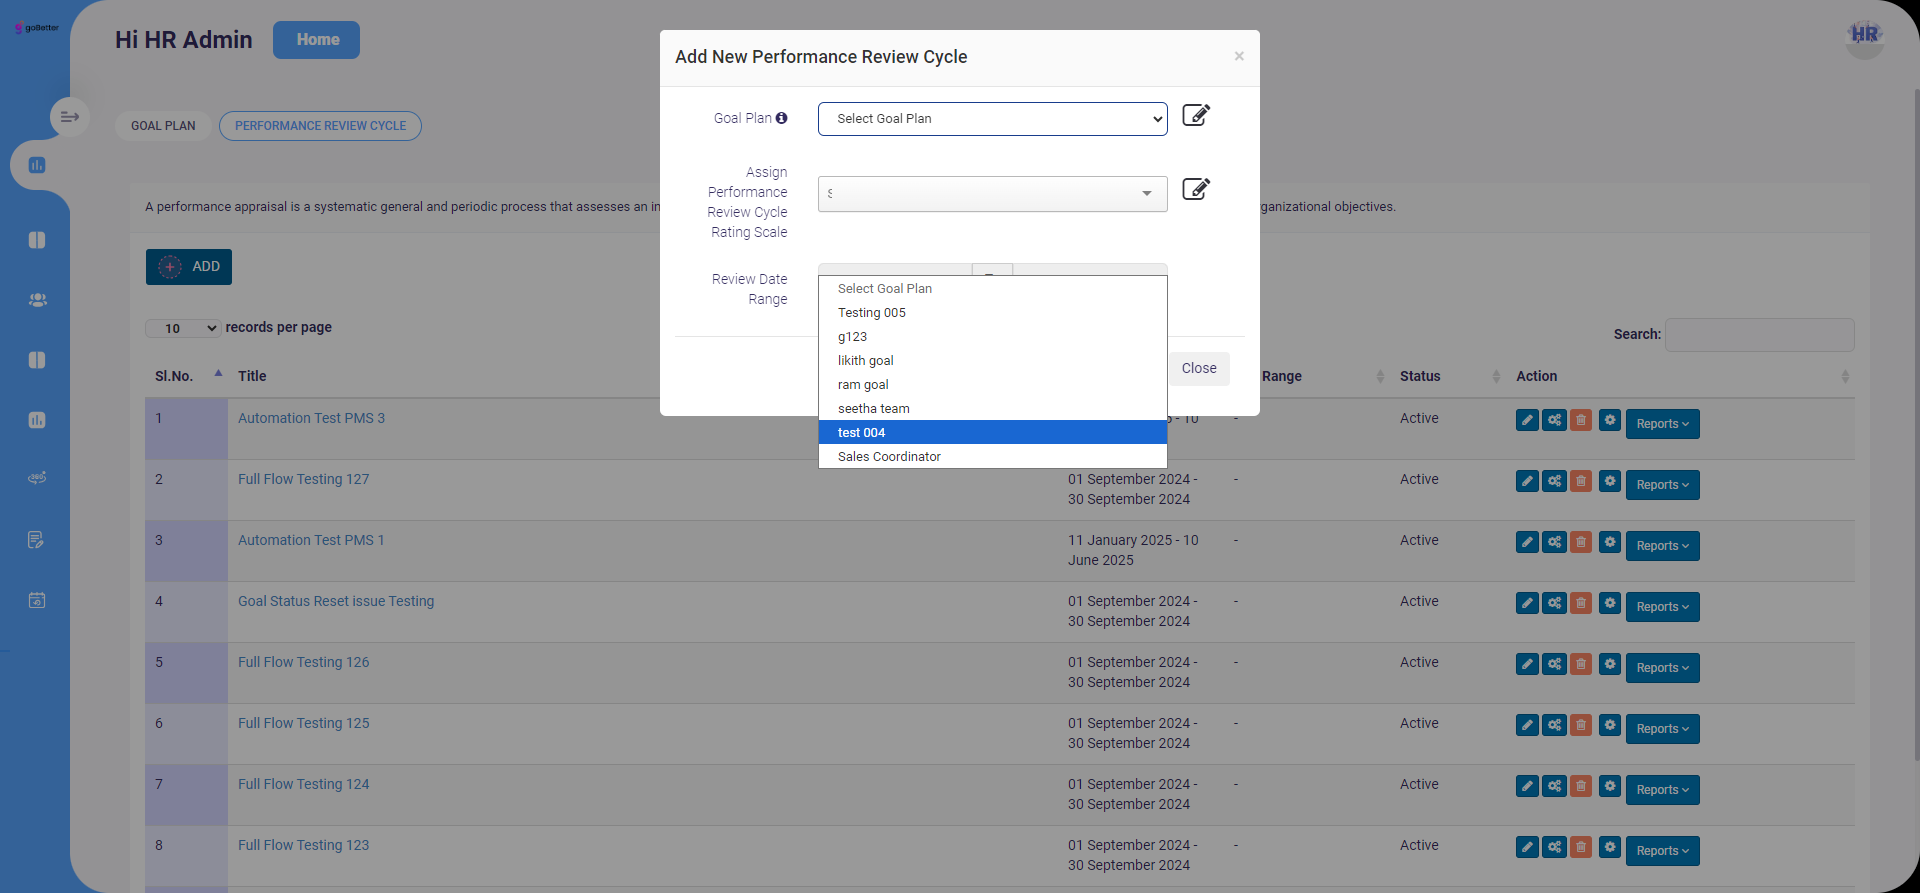 goBetter
Hi HR Admin
Home
HR
GOAL PLAN
PERFORMANCE REVIEW CYCLE
A performance appraisal is a systematic general and periodic process that assesses an in
ganizational objectives.
ADD
10
records per page
Search:
Sl.No.
Title
Range
Status
Action
1
Automation Test PMS 3
- 10
-
Active
Reports
2
Full Flow Testing 127
01 September 2024 -
30 September 2024
-
Active
Reports
3
Automation Test PMS 1
11 January 2025 - 10
June 2025
-
Active
Reports
4
Goal Status Reset issue Testing
01 September 2024 -
30 September 2024
-
Active
Reports
5
Full Flow Testing 126
01 September 2024 -
30 September 2024
-
Active
Reports
6
Full Flow Testing 125
01 September 2024 -
30 September 2024
-
Active
Reports
7
Full Flow Testing 124
01 September 2024 -
30 September 2024
-
Active
Reports
8
Full Flow Testing 123
01 September 2024 -
30 September 2024
-
Active
Reports
Add New Performance Review Cycle
×
Goal Plan
Select Goal Plan
Assign
Performance
Review Cycle
Rating Scale
S
Review Date
Range
Select Goal Plan
Testing 005
g123
likith goal
ram goal
seetha team
test 004
Sales Coordinator
Close
360°